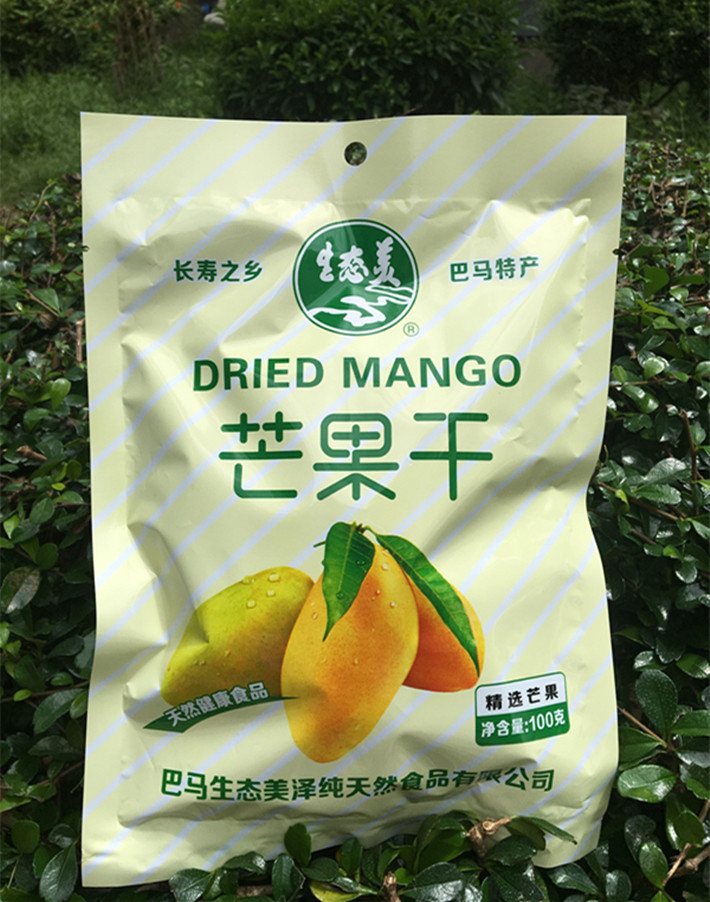 长寿之乡
生态美
®
巴马特产
DRIED MANGO
芒果干
天然健康食品
精选芒果
净含量:100克
巴马生态美泽纯天然食品有限公司